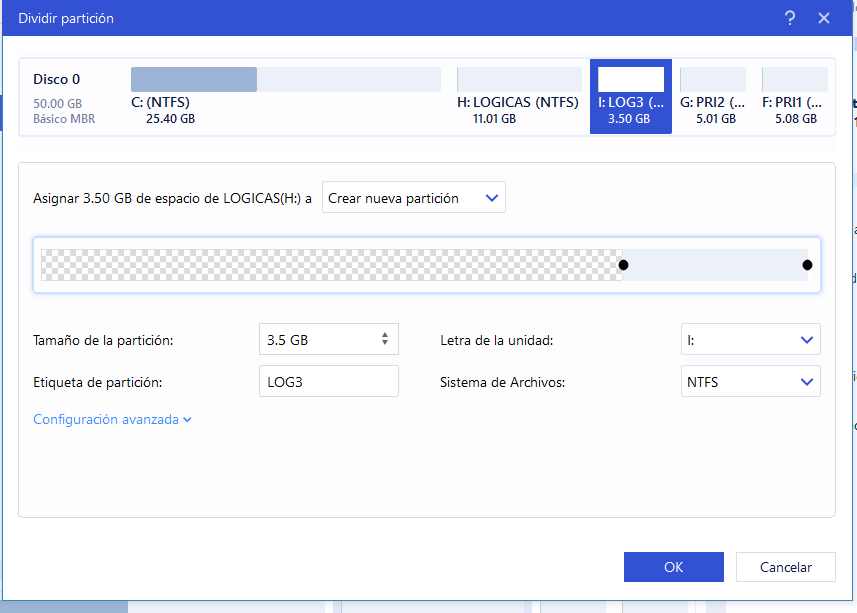 Dividir partición
?
Disco 0
50.00 GB
Básico MBR
C: (NTFS)
25.40 GB
H: LOGICAS (NTFS)
11.01 GB
I: LOG3 (...
3.50 GB
G: PRI2 (...
5.01 GB
F: PRI1 (...
5.08 GB
Asignar 3.50 GB de espacio de LOGICAS(H:) a
Crear nueva partición
Tamaño de la partición:
3.5 GB
Letra de la unidad:
I:
Etiqueta de partición:
LOG3
Sistema de Archivos:
NTFS
Configuración avanzada
OK
Cancelar